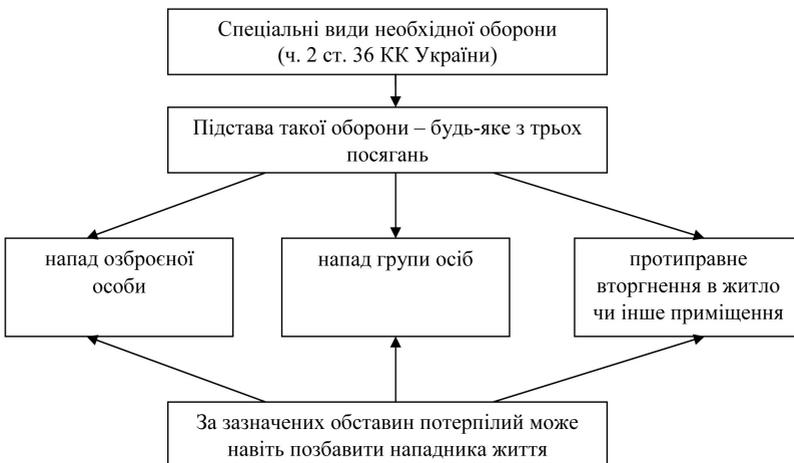 Спеціальні види необхідної оборони
(ч. 2 ст. 36 КК України)
Підстава такої оборони – будь-яке з трьох
посягань
напад озброєної
особи
напад групи осіб
протиправне
вторгнення в житло
чи інше приміщення
За зазначених обставин потерпілий може
навіть позбавити нападника життя